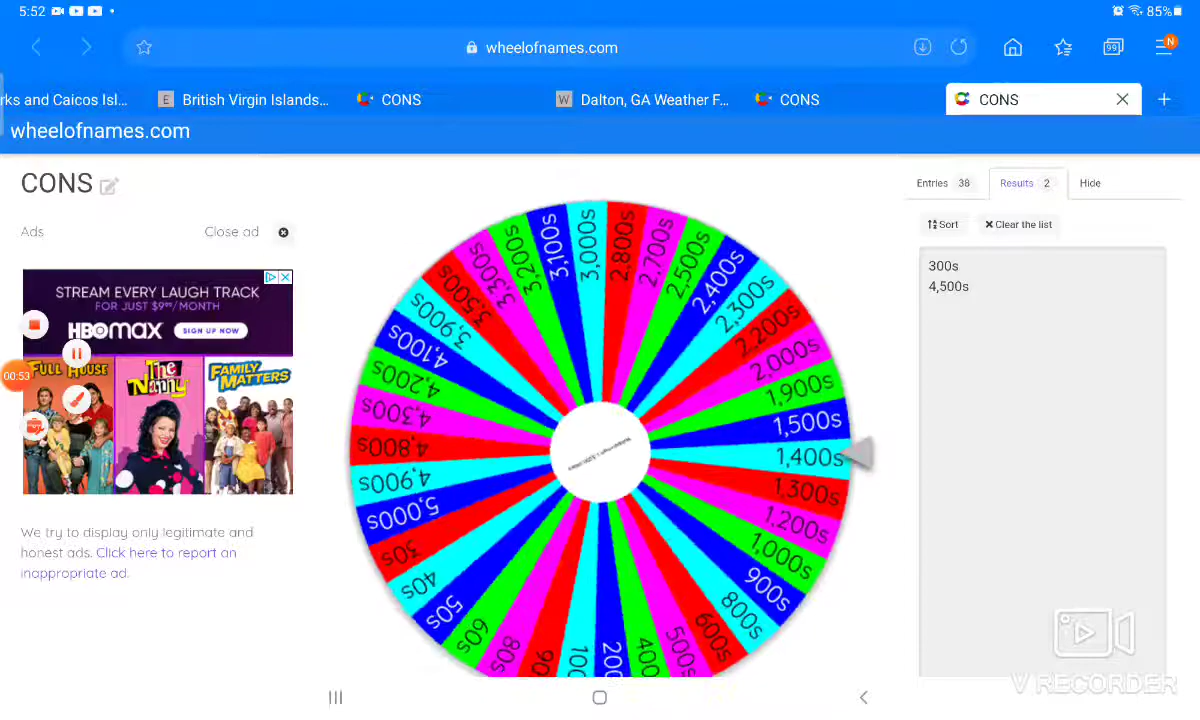 5:52
85%
wheelofnames.com
99
N
rks and Caicos Isl...
E British Virgin Islands...
CONS
W Dalton, GA Weather F...
CONS
CONS
wheelofnames.com
CONS
Ads
Close ad
STREAM EVERY LAUGH TRACK
FOR JUST $9.99/MONTH
HBOMAX
SIGN UP NOW
FULL HOUSE
The Nanny
FAMILY MATTERS
00:53
We try to display only legitimate and
honest ads. Click here to report an
inappropriate ad.
3,000s
2,800s
2,700s
2,500s
2,400s
2,300s
2,200s
2,000s
1,900s
1,500s
1,400s
1,300s
1,200s
1,000s
900s
800s
600s
500s
400
200
100
90
80s
60s
50s
40s
30s
5,000s
4,900s
4,800s
4,300s
4,200s
4,100s
3,900s
3,500s
3,300s
3,200s
3,100s
Entries 38
Results 2
Hide
Sort
Clear the list
300s
4,500s
V RECORDER